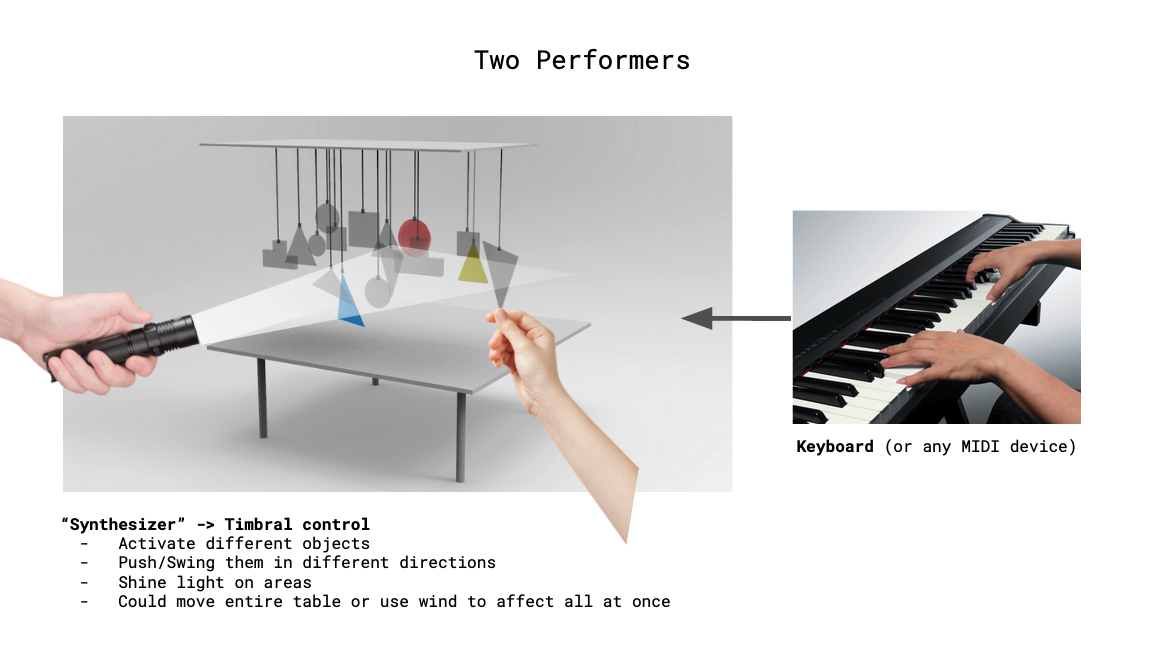 Two Performers
Keyboard (or any MIDI device)
“Synthesizer” -> Timbral control
- Activate different objects
- Push/Swing them in different directions
- Shine light on areas
- Could move entire table or use wind to affect all at once